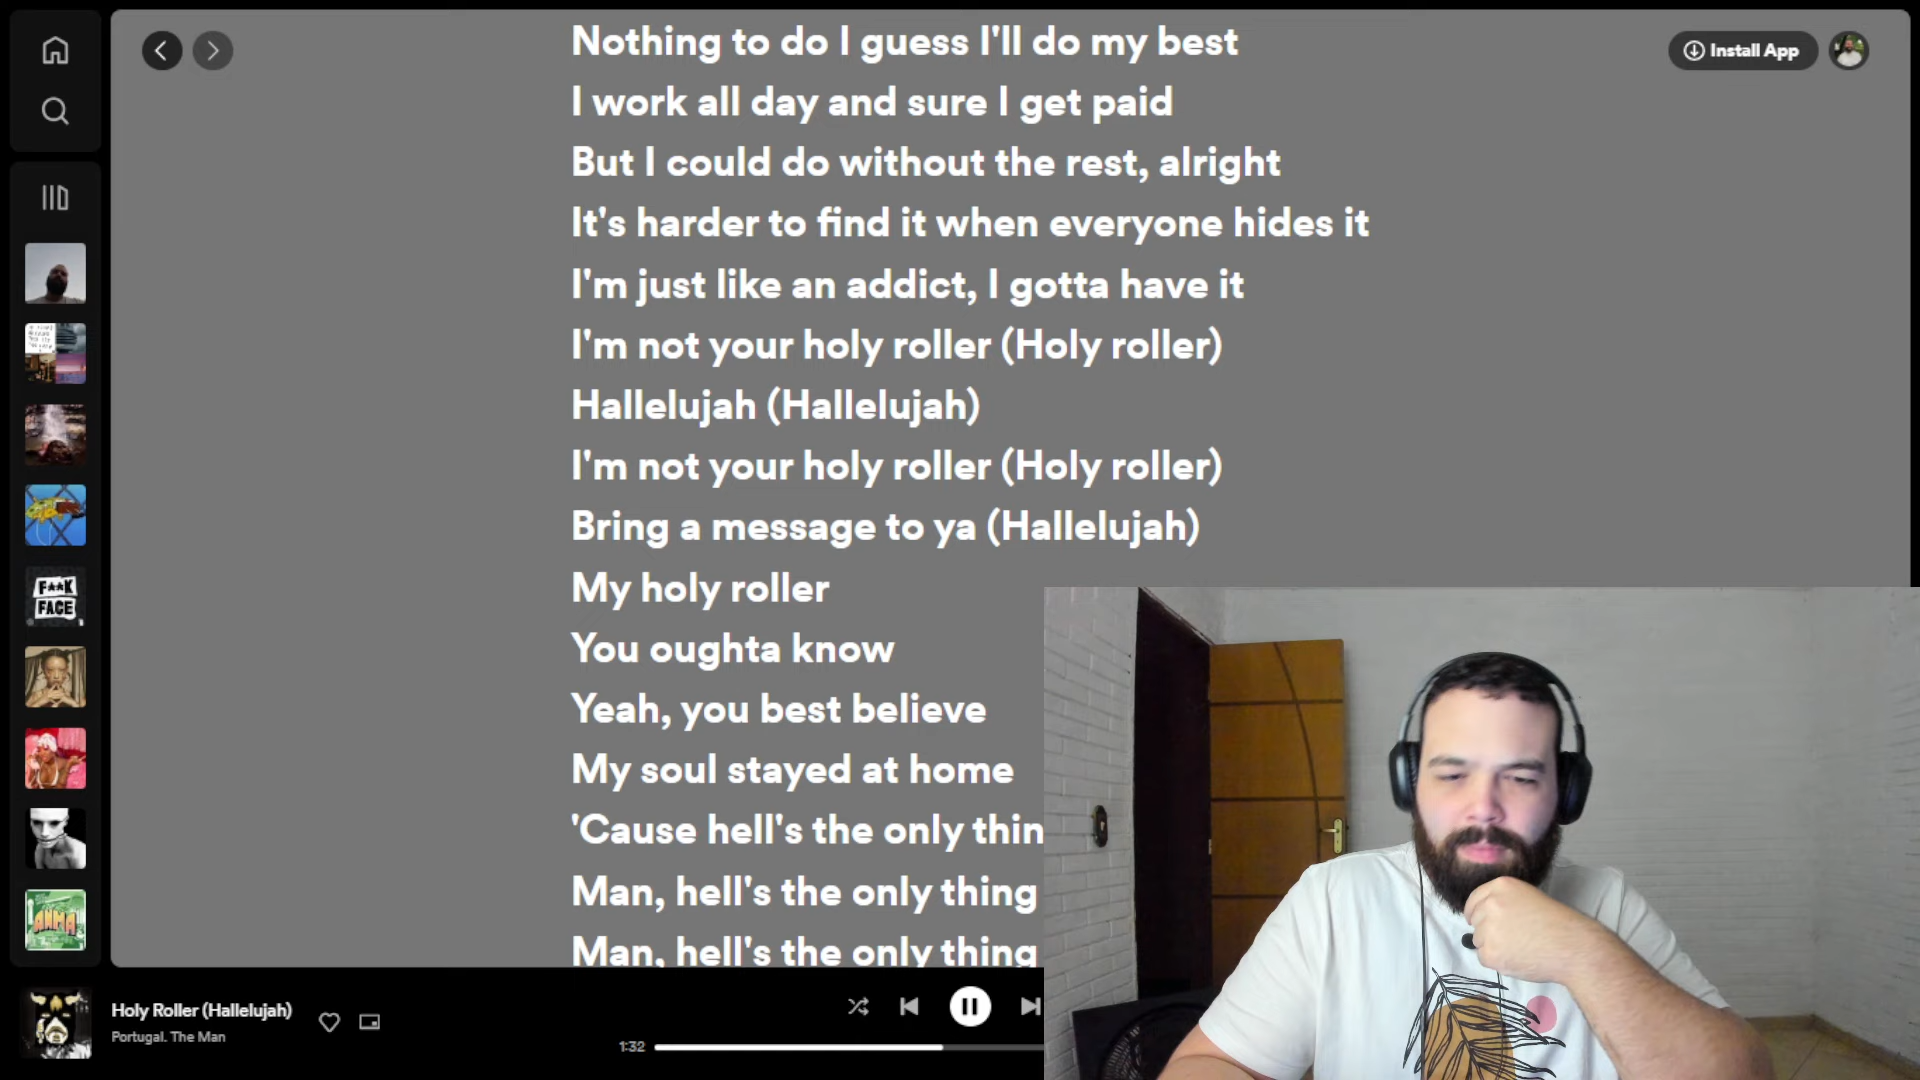 Nothing to do I guess I'll do my best
Install App
I work all day and sure I get paid
But I could do without the rest, alright
It's harder to find it when everyone hides it
I'm just like an addict, I gotta have it
I'm not your holy roller (Holy roller)
Hallelujah (Hallelujah)
I'm not your holy roller (Holy roller)
Bring a message to ya (Hallelujah)
My holy roller
You oughta know
Yeah, you best believe
My soul stayed at home
'Cause hell's the only thin
Man, hell's the only thing
Man, hell's the only thing
F**K
FACE
Holy Roller (Hallelujah)
Portugal. The Man
1:32